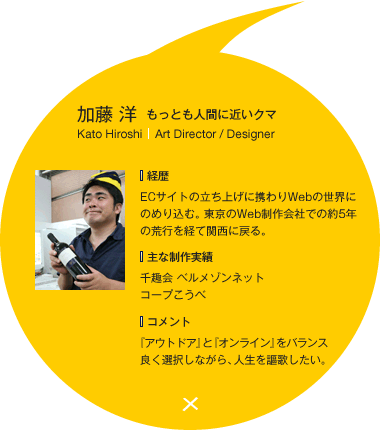 加藤 洋 もっとも人間に近いクマ
Kato Hiroshi | Art Director / Designer
経歴
ECサイトの立ち上げに携わりWebの世界に
のめり込む。東京のWeb制作会社での約5年
の荒行を経て関西に戻る。
主な制作実績
千趣会 ベルメゾンネット
コープこうべ
コメント
『アウトドア』と『オンライン』をバランス
良く選択しながら、人生を謳歌したい。